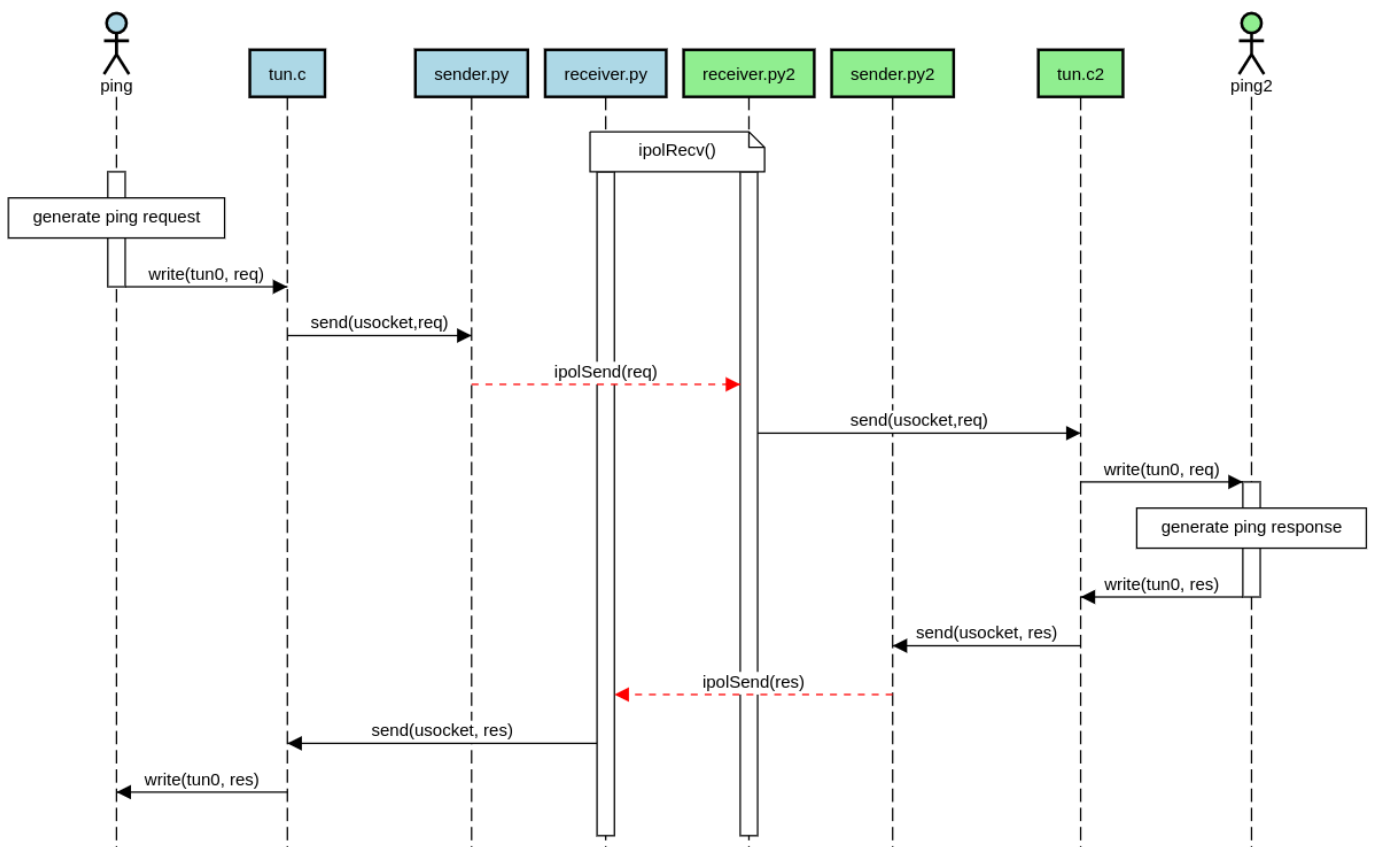 ping
tun.c
sender.py
receiver.py
receiver.py2
sender.py2
tun.c2
ping2
ipolRecv()
generate ping request
write(tun0, req)
send(usocket,req)
ipolSend(req)
send(usocket,req)
write(tun0, req)
generate ping response
write(tun0, res)
send(usocket, res)
ipolSend(res)
send(usocket, res)
write(tun0, res)